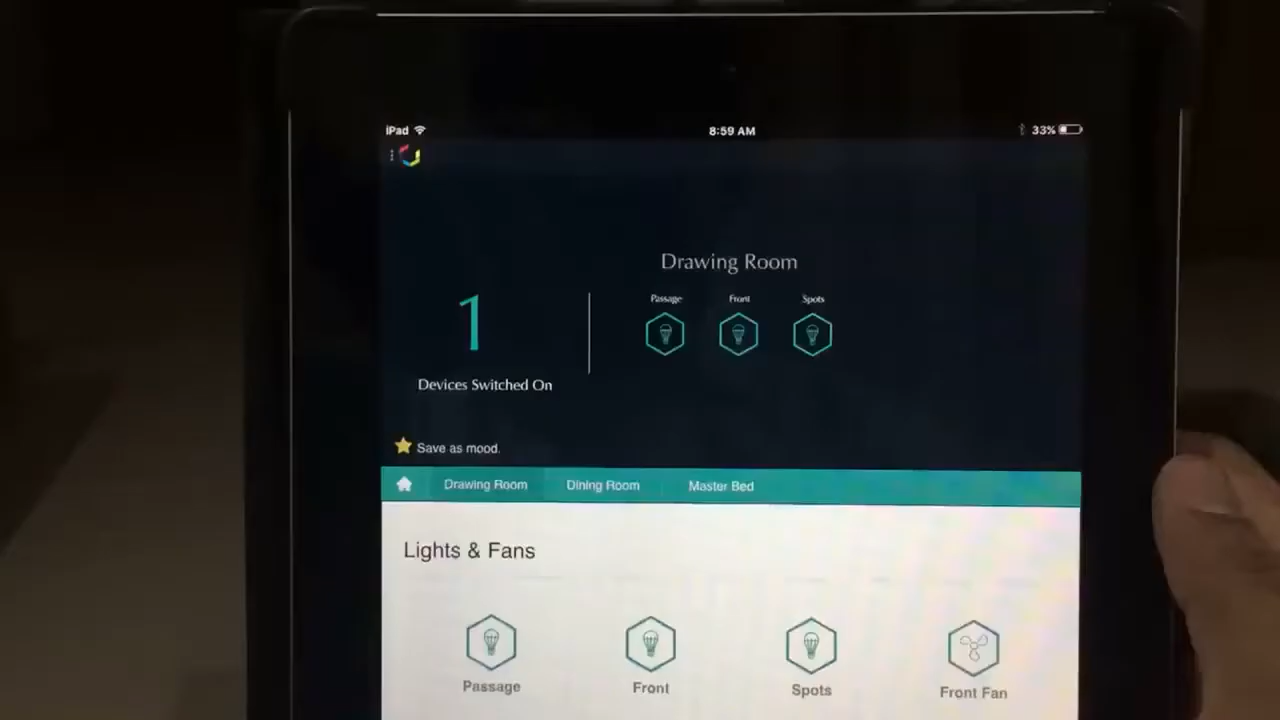 iPad 8:59 AM 33%
Drawing Room
Passage Front Spots
1
Devices Switched On
Save as mood.
Drawing Room Dining Room Master Bed
Lights & Fans
Passage Front Spots Front Fan